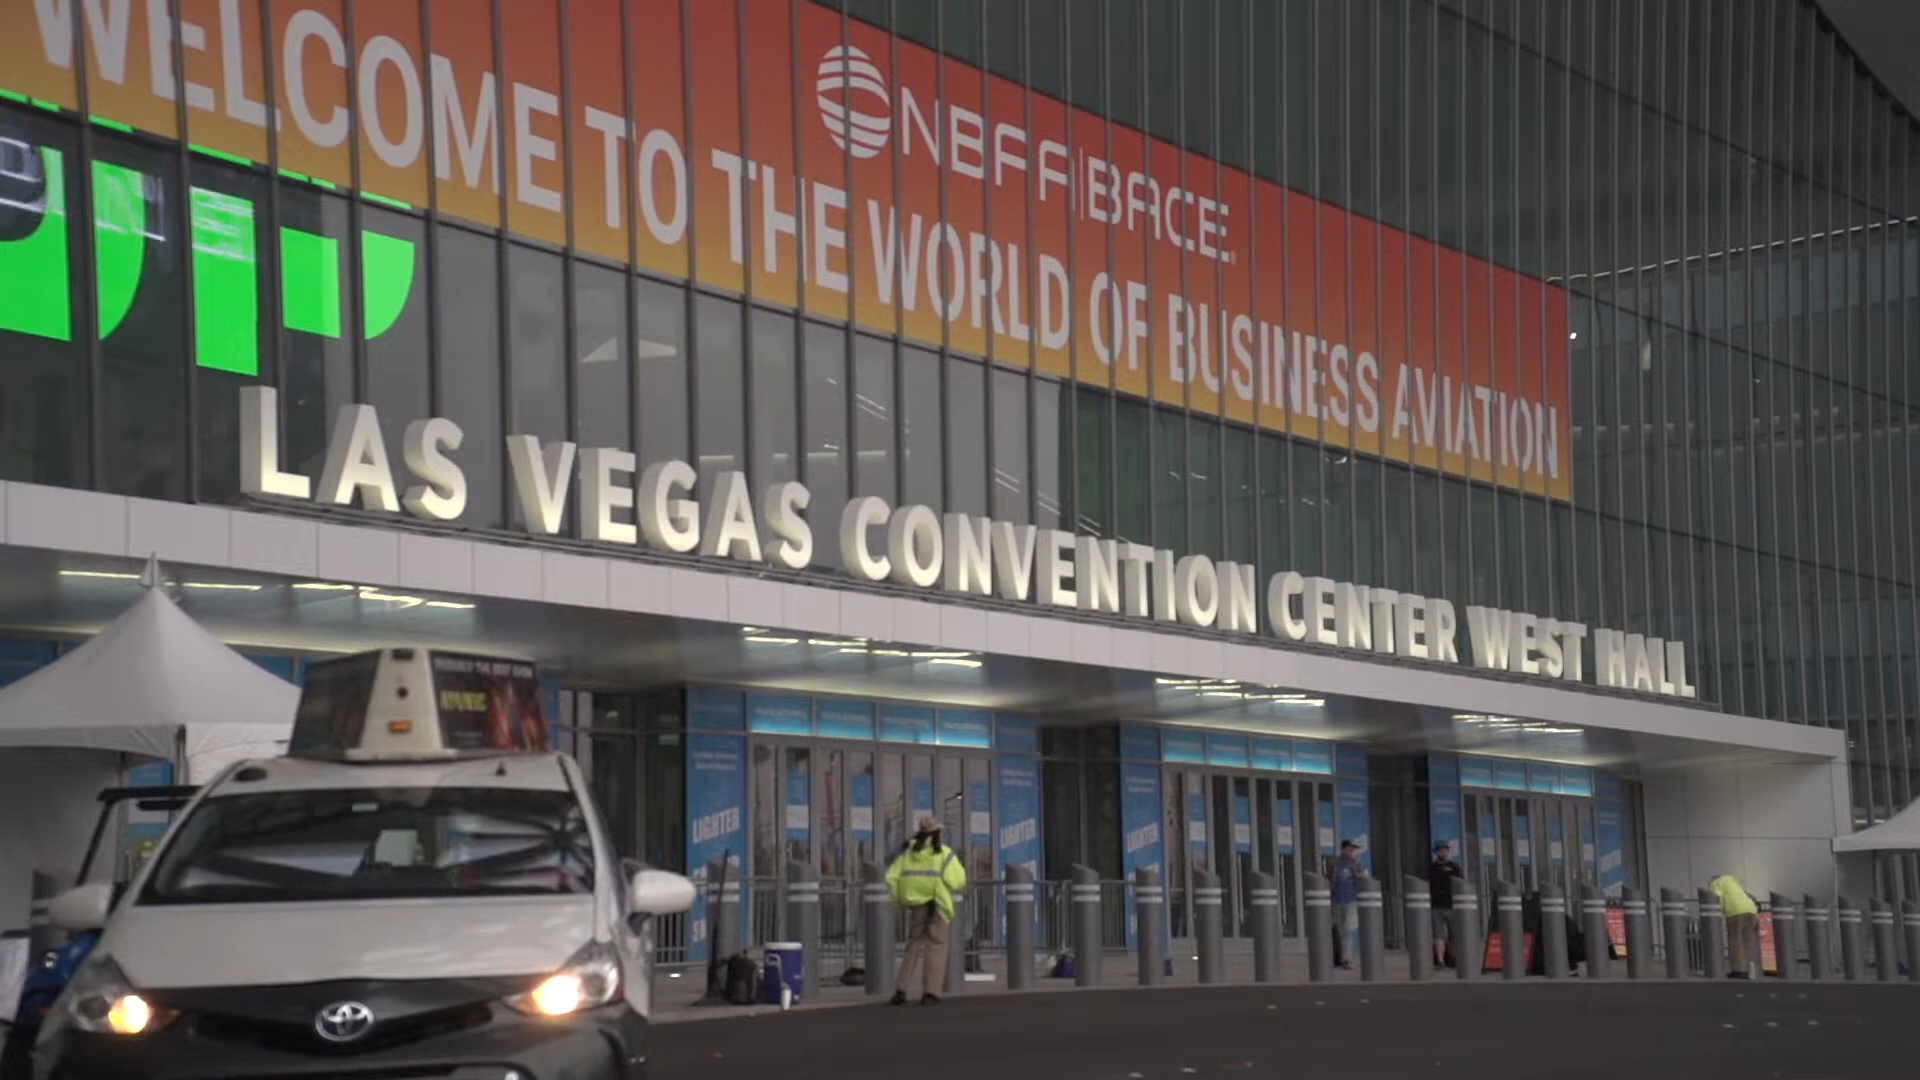 NBAA|BACE
WELCOME TO THE WORLD OF BUSINESS AVIATION
LAS VEGAS CONVENTION CENTER WEST HALL
LIGHTER
LIGHTER
LIGHTER